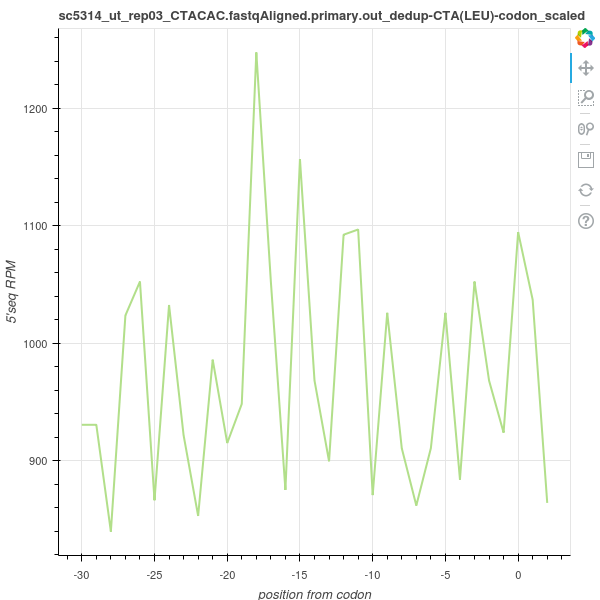 sc5314_ut_rep03_CTACAC.fastqAligned.primary.out_dedup-CTA(LEU)-codon_scaled
1200
1100
1000
900
5'seq RPM
-30 -25 -20 -15 -10 -5 0
position from codon